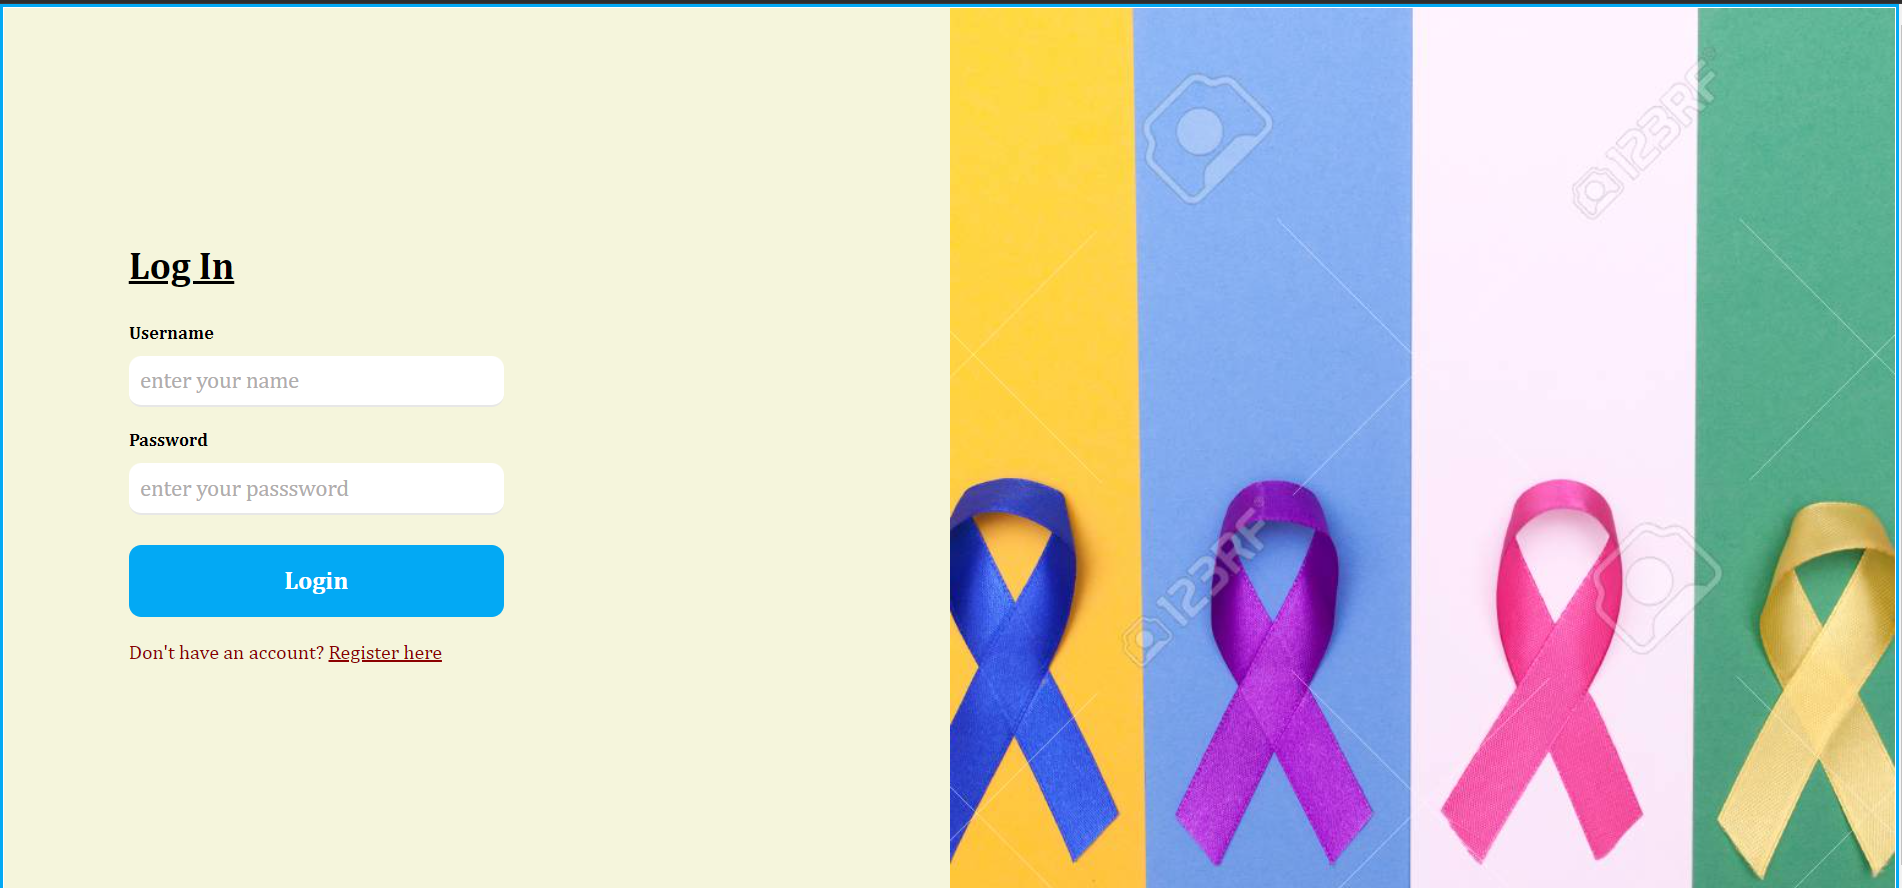 Log In
Username
enter your name
Password
enter your passsword
Login
Don't have an account? Register here
123RF
123RF